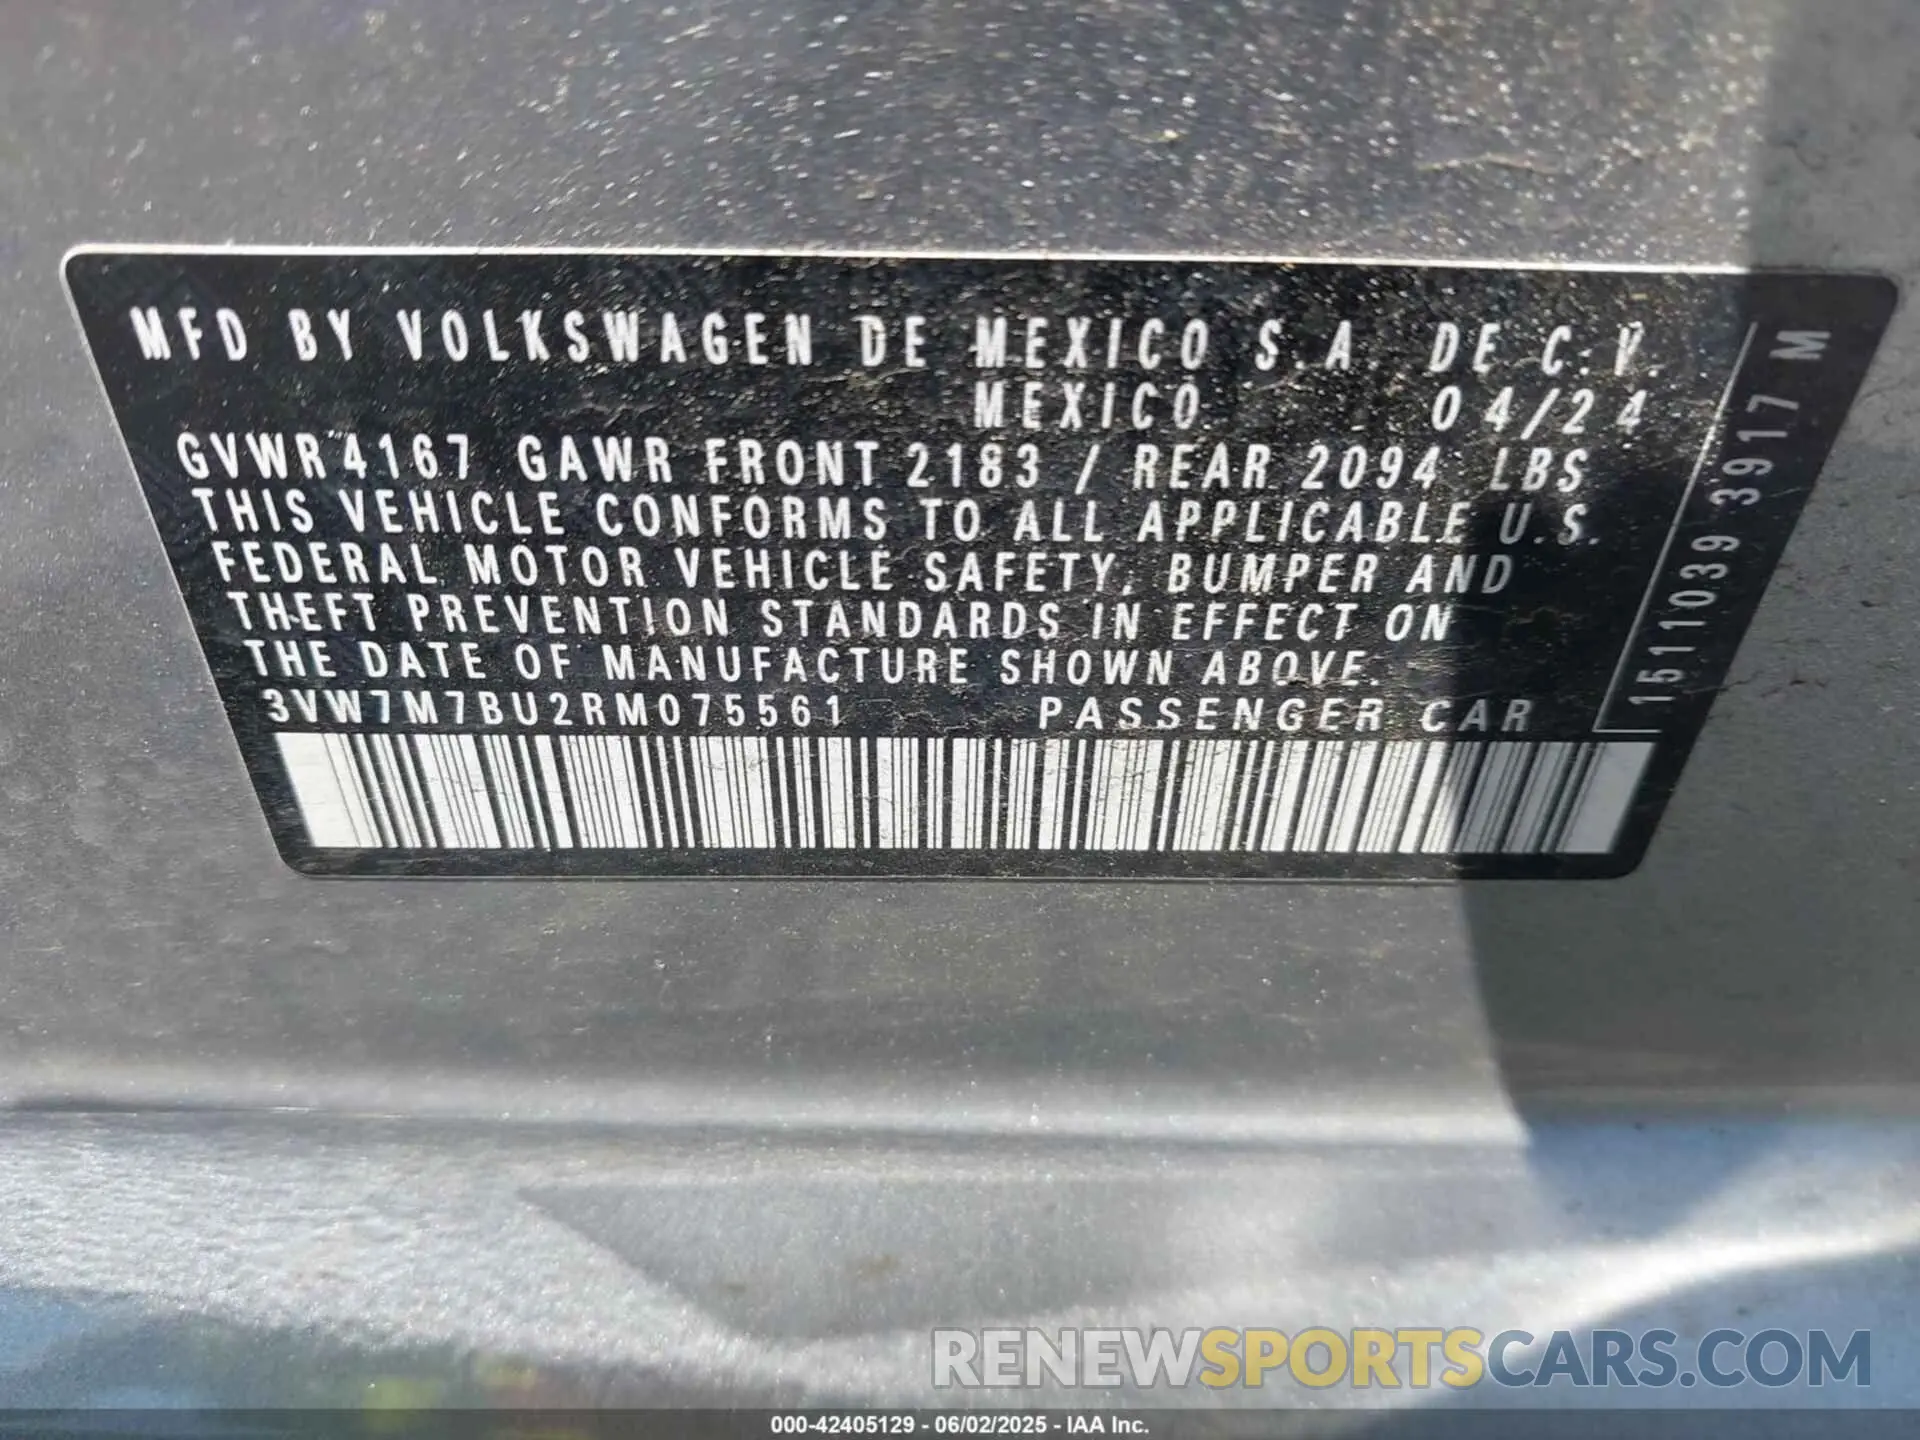 MFD BY VOLKSWAGEN DE MEXICO S.A. DE C.V.
MEXICO 04/24
GVWR 4167 GAWR FRONT 2183 / REAR 2094 LBS
THIS VEHICLE CONFORMS TO ALL APPLICABLE U.S.
FEDERAL MOTOR VEHICLE SAFETY, BUMPER AND
THEFT PREVENTION STANDARDS IN EFFECT ON
THE DATE OF MANUFACTURE SHOWN ABOVE.
3VW7M7BU2RM075561 PASSENGER CAR
1511039 3917 M
RENEWSPORTSCARS.COM
000-42405129 - 06/02/2025 - IAA Inc.